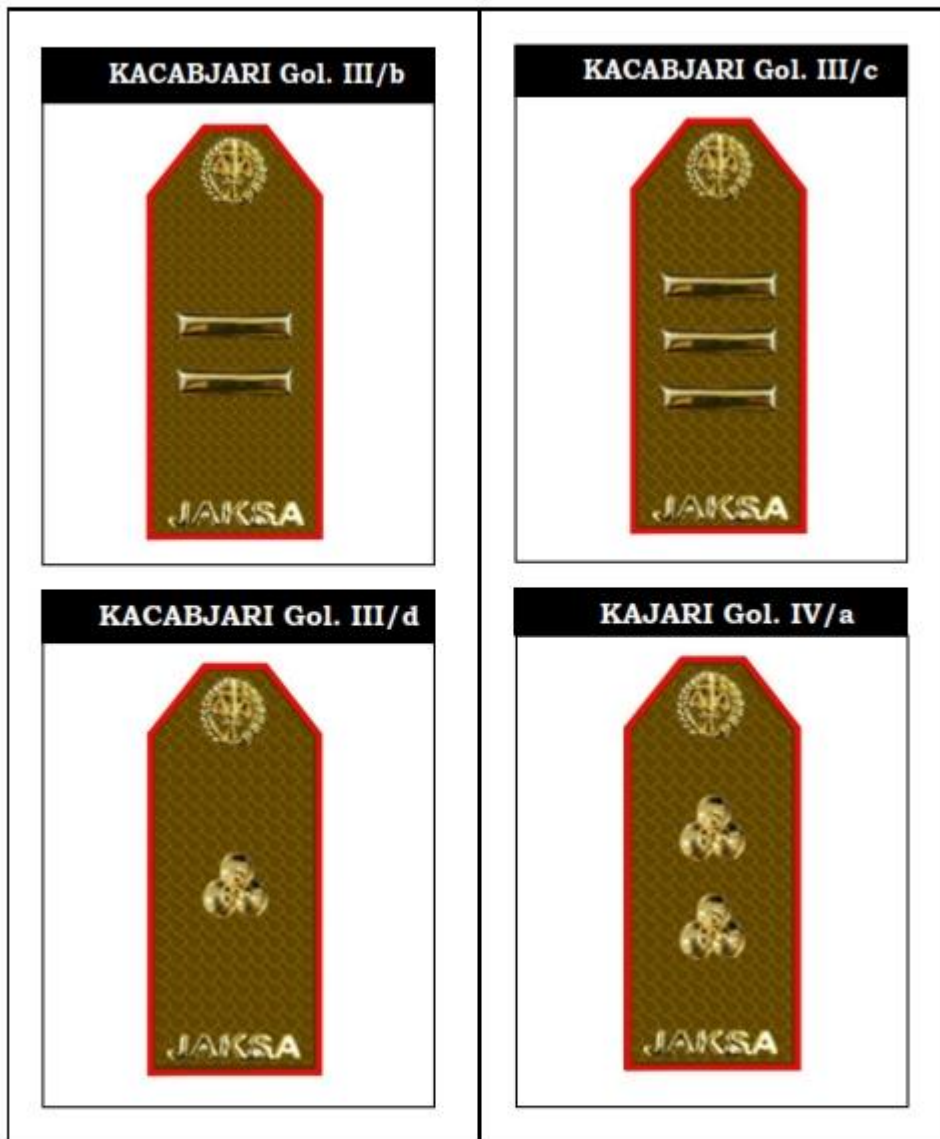 KACABJARI Gol. III/b
KACABJARI Gol. III/c
JAKSA
JAKSA
KACABJARI Gol. III/d
KAJARI Gol. IV/a
JAKSA
JAKSA